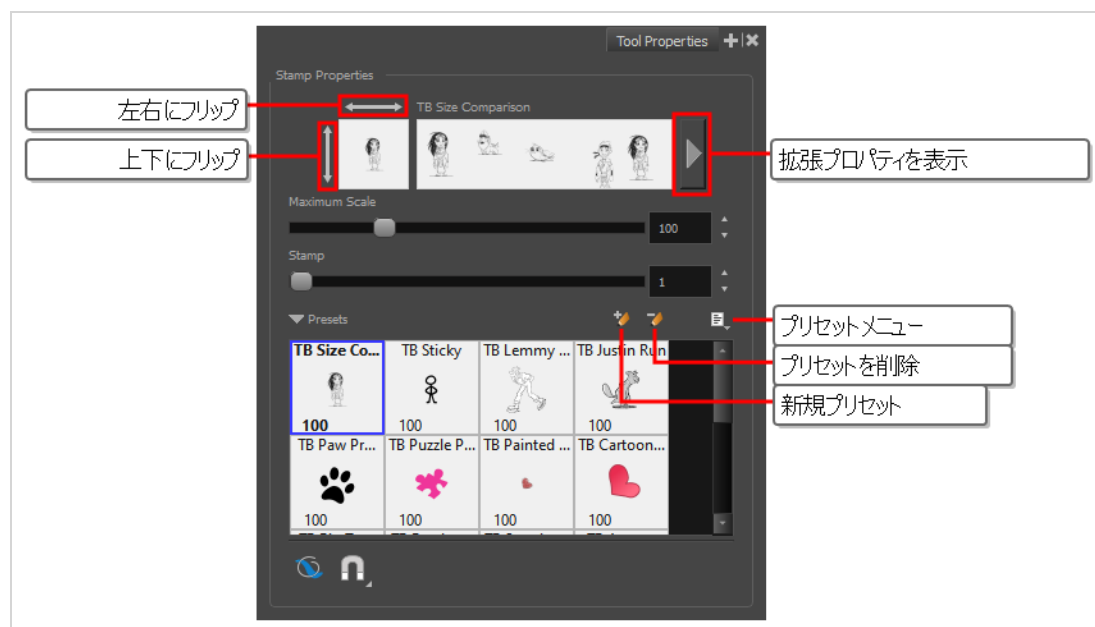 Tool Properties
Stamp Properties
左右にフリップ
TB Size Comparison
上下にフリップ
拡張プロパティを表示
Maximum Scale
100
Stamp
1
Presets
プリセットメニュー
プリセットを削除
新規プリセット
TB Size Co... TB Sticky TB Lemmy ... TB Justin Run
100 100 100 100
TB Paw Pr... TB Puzzle P... TB Painted ... TB Cartoon...
100 100 100 100